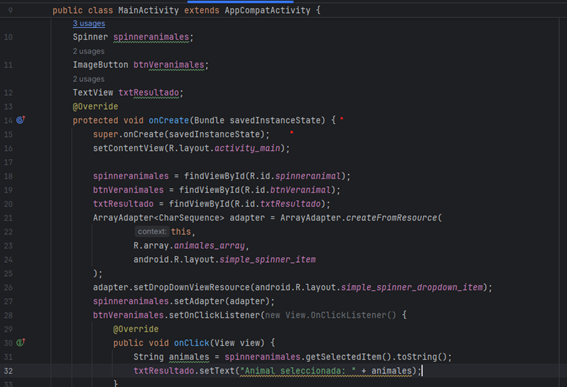 9 public class MainActivity extends AppCompatActivity {
3 usages
10 Spinner spinneranimales;
2 usages
11 ImageButton btnVeranimales;
2 usages
12 TextView txtResultado;
13 @Override
14 protected void onCreate(Bundle savedInstanceState) { *
15 super.onCreate(savedInstanceState); *
16 setContentView(R.layout.activity_main);
17
18 spinneranimales = findViewById(R.id.spinneranimal);
19 btnVeranimales = findViewById(R.id.btnVeranimal);
20 txtResultado = findViewById(R.id.txtResultado);
21 ArrayAdapter<CharSequence> adapter = ArrayAdapter.createFromResource(
22 context: this,
23 R.array.animales_array,
24 android.R.layout.simple_spinner_item
25 );
26 adapter.setDropDownViewResource(android.R.layout.simple_spinner_dropdown_item);
27 spinneranimales.setAdapter(adapter);
28 btnVeranimales.setOnClickListener(new View.OnClickListener() {
29 @Override
30 public void onClick(View view) {
31 String animales = spinneranimales.getSelectedItem().toString();
32 txtResultado.setText("Animal seleccionada: " + animales);
33 }